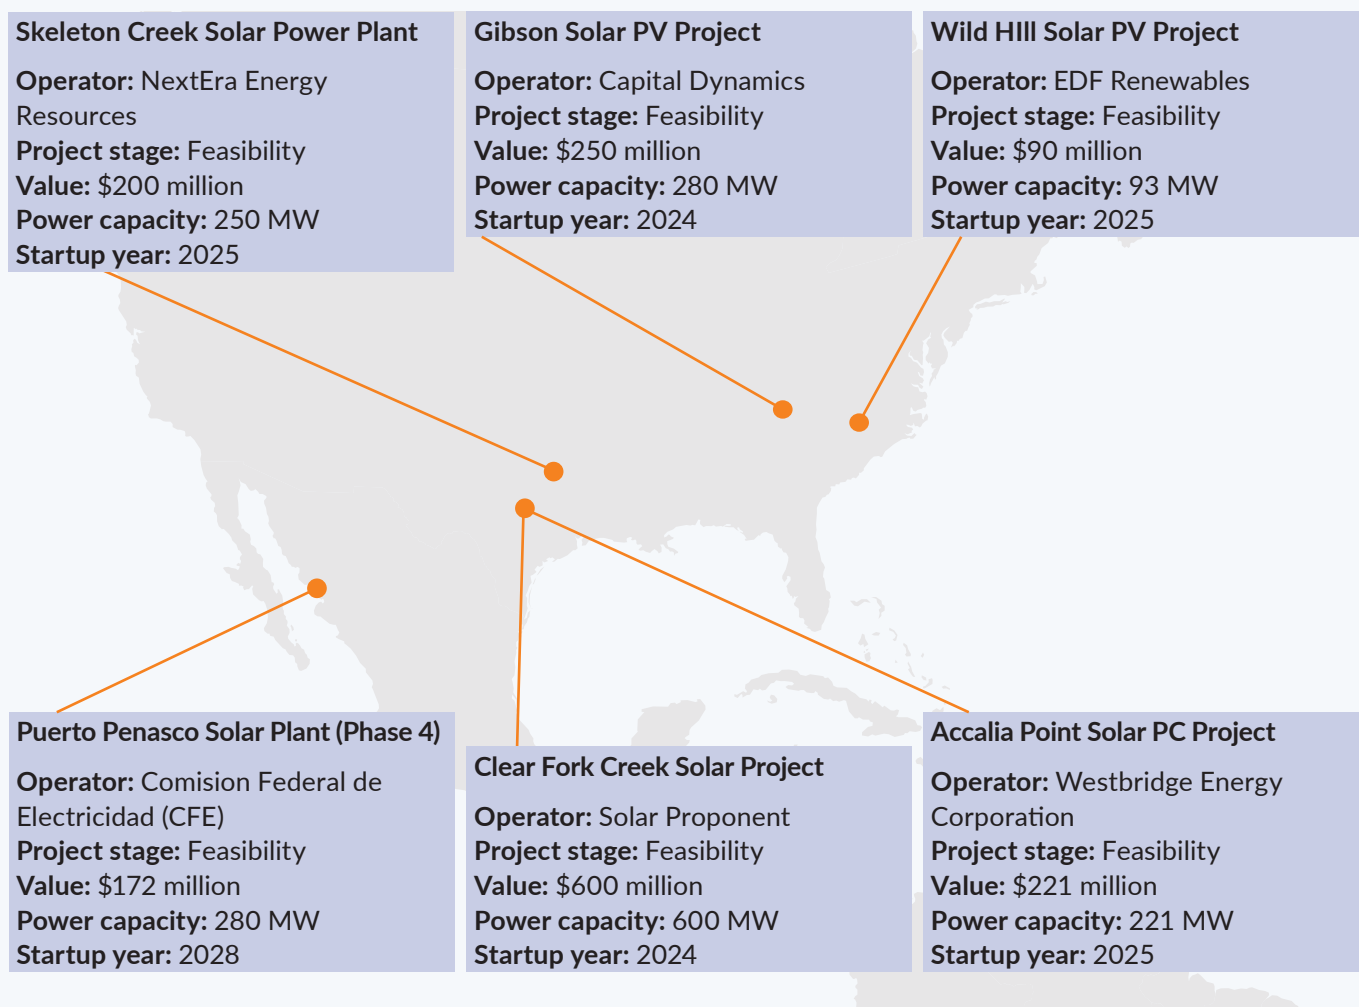 Skeleton Creek Solar Power Plant
Operator: NextEra Energy
Resources
Project stage: Feasibility
Value: $200 million
Power capacity: 250 MW
Startup year: 2025
Gibson Solar PV Project
Operator: Capital Dynamics
Project stage: Feasibility
Value: $250 million
Power capacity: 280 MW
Startup year: 2024
Wild HIll Solar PV Project
Operator: EDF Renewables
Project stage: Feasibility
Value: $90 million
Power capacity: 93 MW
Startup year: 2025
Puerto Penasco Solar Plant (Phase 4)
Operator: Comision Federal de
Electricidad (CFE)
Project stage: Feasibility
Value: $172 million
Power capacity: 280 MW
Startup year: 2028
Clear Fork Creek Solar Project
Operator: Solar Proponent
Project stage: Feasibility
Value: $600 million
Power capacity: 600 MW
Startup year: 2024
Accalia Point Solar PC Project
Operator: Westbridge Energy
Corporation
Project stage: Feasibility
Value: $221 million
Power capacity: 221 MW
Startup year: 2025